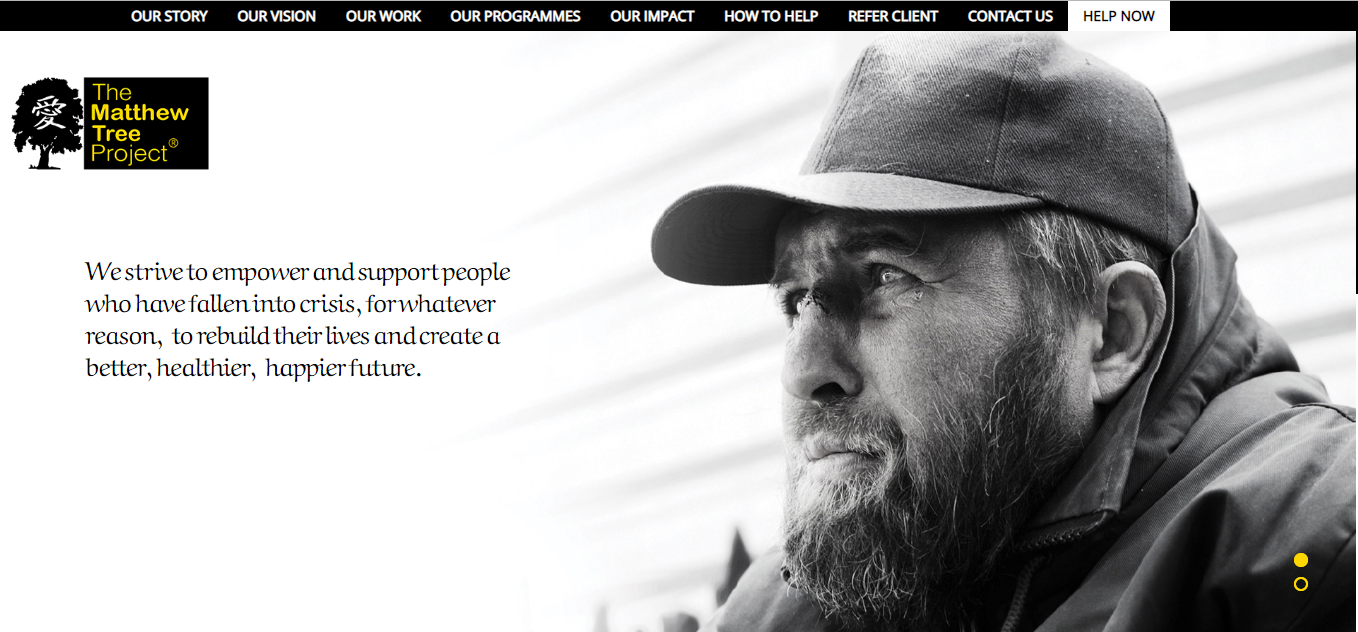 OUR STORY OUR VISION OUR WORK OUR PROGRAMMES OUR IMPACT HOW TO HELP REFER CLIENT CONTACT US HELP NOW
愛
The
Matthew
Tree
Project®
We strive to empower and support people
who have fallen into crisis, for whatever
reason, to rebuild their lives and create a
better, healthier, happier future.